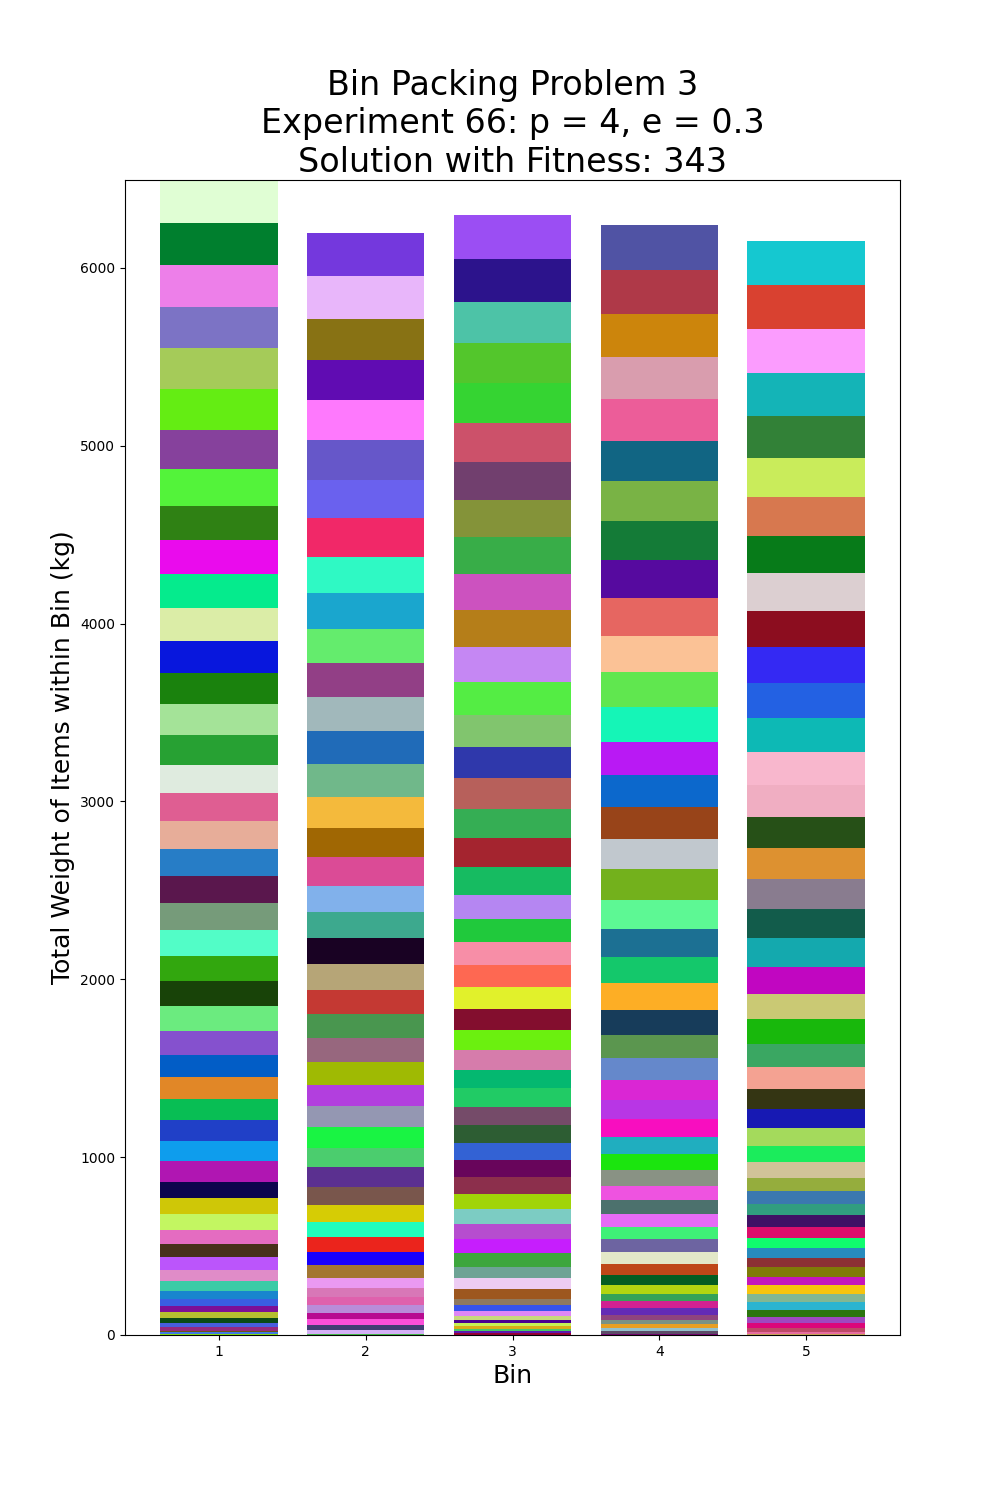 Bin Packing Problem 3
Experiment 66: p = 4, e = 0.3
Solution with Fitness: 343
Total Weight of Items within Bin (kg)
6000
5000
4000
3000
2000
1000
0
1 2 3 4 5
Bin